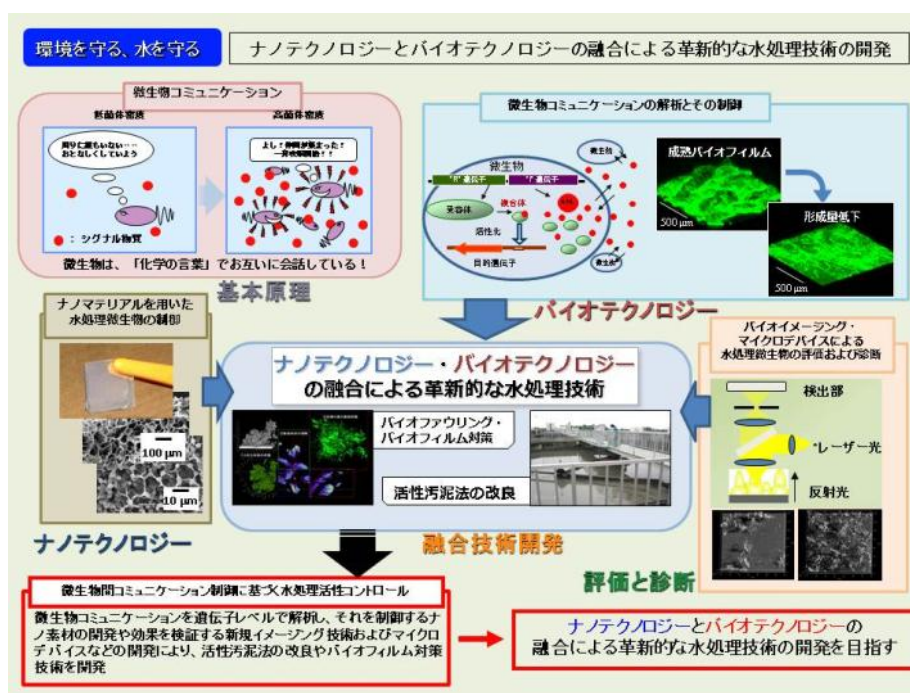 環境を守る、水を守る
ナノテクノロジーとバイオテクノロジーの融合による革新的な水処理技術の開発
微生物コミュニケーション
低菌体密度
高菌体密度
周りに誰もいない…
おとなしくしていよう
よし！仲間が集まった！
：シグナル物質
微生物は、「化学の言葉」でお互いに会話している！
基本原理
微生物コミュニケーションの解析とその制御
微生物
"R"遺伝子
"I"遺伝子
受容体
複合体
活性化
目的遺伝子
微生物
微生物
成熟バイオフィルム
500 μm
形成量低下
500 μm
バイオテクノロジー
ナノマテリアルを用いた
水処理微生物の制御
100 μm
10 μm
ナノテクノロジー
ナノテクノロジー・バイオテクノロジー
の融合による革新的な水処理技術
バイオファウリング・
バイオフィルム対策
活性汚泥法の改良
融合技術開発
バイオイメージング・
マイクロデバイスによる
水処理微生物の評価および診断
検出部
レーザー光
反射光
評価と診断
微生物間コミュニケーション制御に基づく水処理活性コントロール
微生物コミュニケーションを遺伝子レベルで解析し、それを制御するナ
ノ素材の開発や効果を検証する新規イメージング技術およびマイクロ
デバイスなどの開発により、活性汚泥法の改良やバイオフィルム対策
技術を開発
ナノテクノロジーとバイオテクノロジーの
融合による革新的な水処理技術の開発を目指す